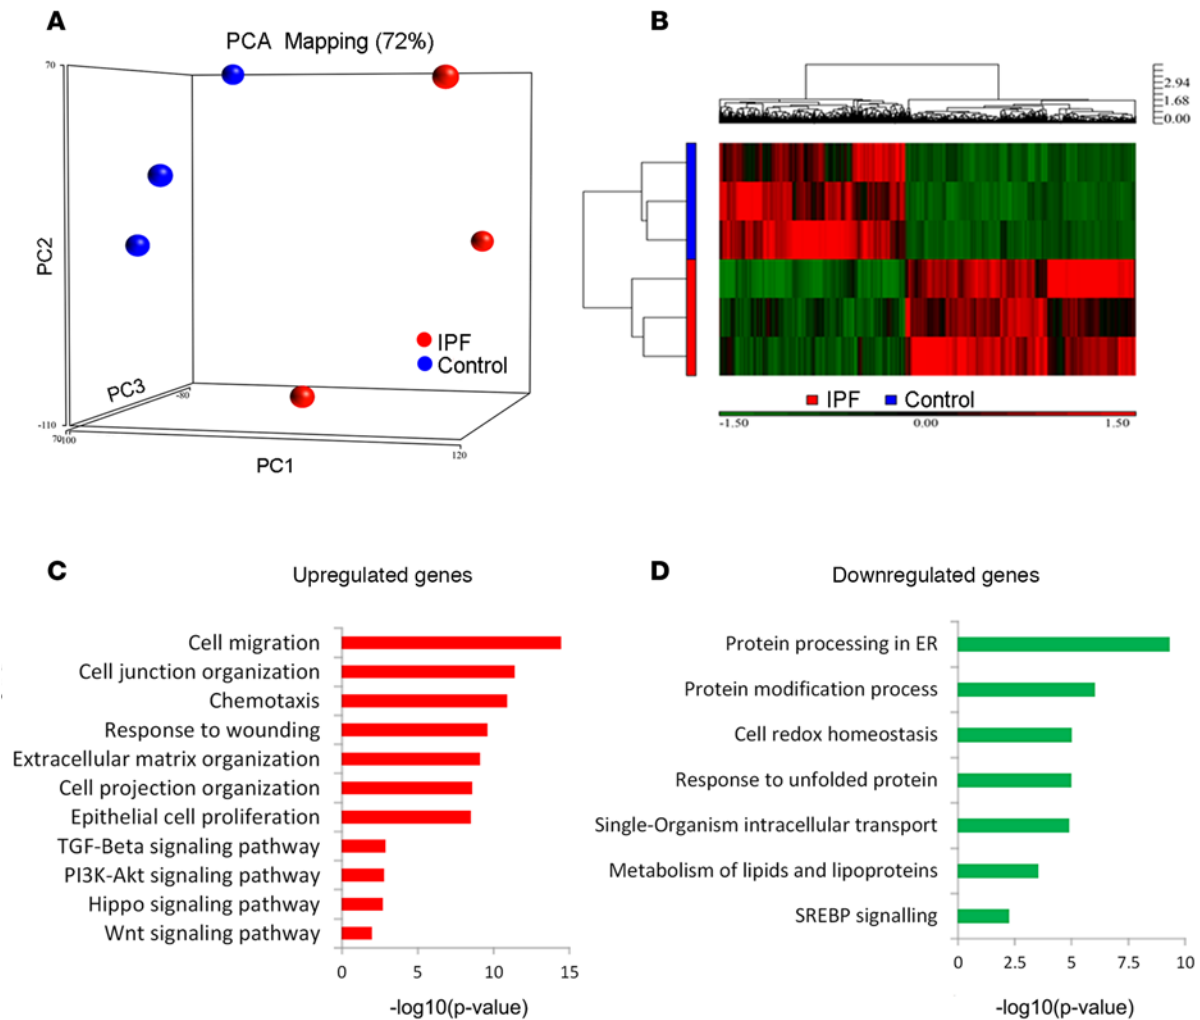 A
PCA Mapping (72%)
70
PC2
-110
PC3
-80
70
100
PC1
120
IPF
Control
B
2.94
1.68
0.00
IPF
Control
-1.50
0.00
1.50
C
Upregulated genes
Cell migration
Cell junction organization
Chemotaxis
Response to wounding
Extracellular matrix organization
Cell projection organization
Epithelial cell proliferation
TGF-Beta signaling pathway
PI3K-Akt signaling pathway
Hippo signaling pathway
Wnt signaling pathway
0 5 10 15
-log10(p-value)
D
Downregulated genes
Protein processing in ER
Protein modification process
Cell redox homeostasis
Response to unfolded protein
Single-Organism intracellular transport
Metabolism of lipids and lipoproteins
SREBP signalling
0 2.5 5 7.5 10
-log10(p-value)